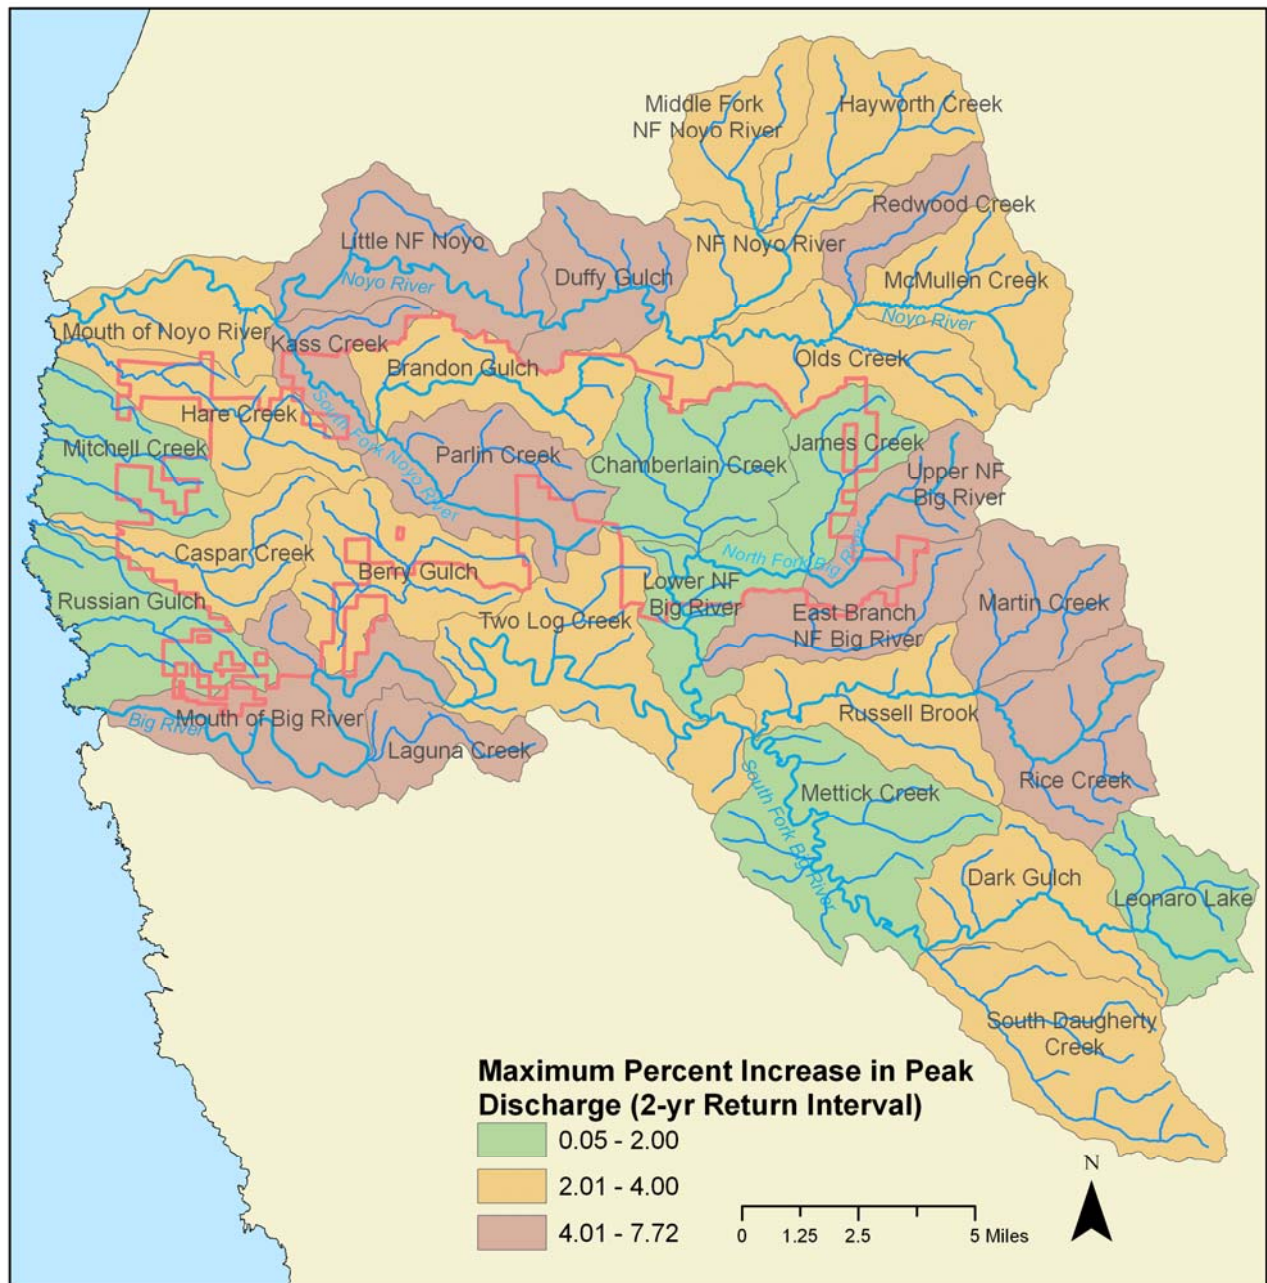 Middle Fork
NF Noyo River
Hayworth Creek
Redwood Creek
Little NF Noyo
NF Noyo River
Duffy Gulch
McMullen Creek
Noyo River
Noyo River
Mouth of Noyo River
Kass Creek
Brandon Gulch
Olds Creek
Hare Creek
South Fork Noyo River
Mitchell Creek
Parlin Creek
Chamberlain Creek
James Creek
Upper NF
Big River
Caspar Creek
Berry Gulch
North Fork Big River
Lower NF
Big River
Russian Gulch
Two Log Creek
East Branch
NF Big River
Martin Creek
Big River
Mouth of Big River
Russell Brook
Laguna Creek
South Fork Big River
Mettick Creek
Rice Creek
Dark Gulch
Leonaro Lake
South Daugherty
Creek
Maximum Percent Increase in Peak
Discharge (2-yr Return Interval)
0.05 - 2.00
2.01 - 4.00
4.01 - 7.72
N
0 1.25 2.5 5 Miles